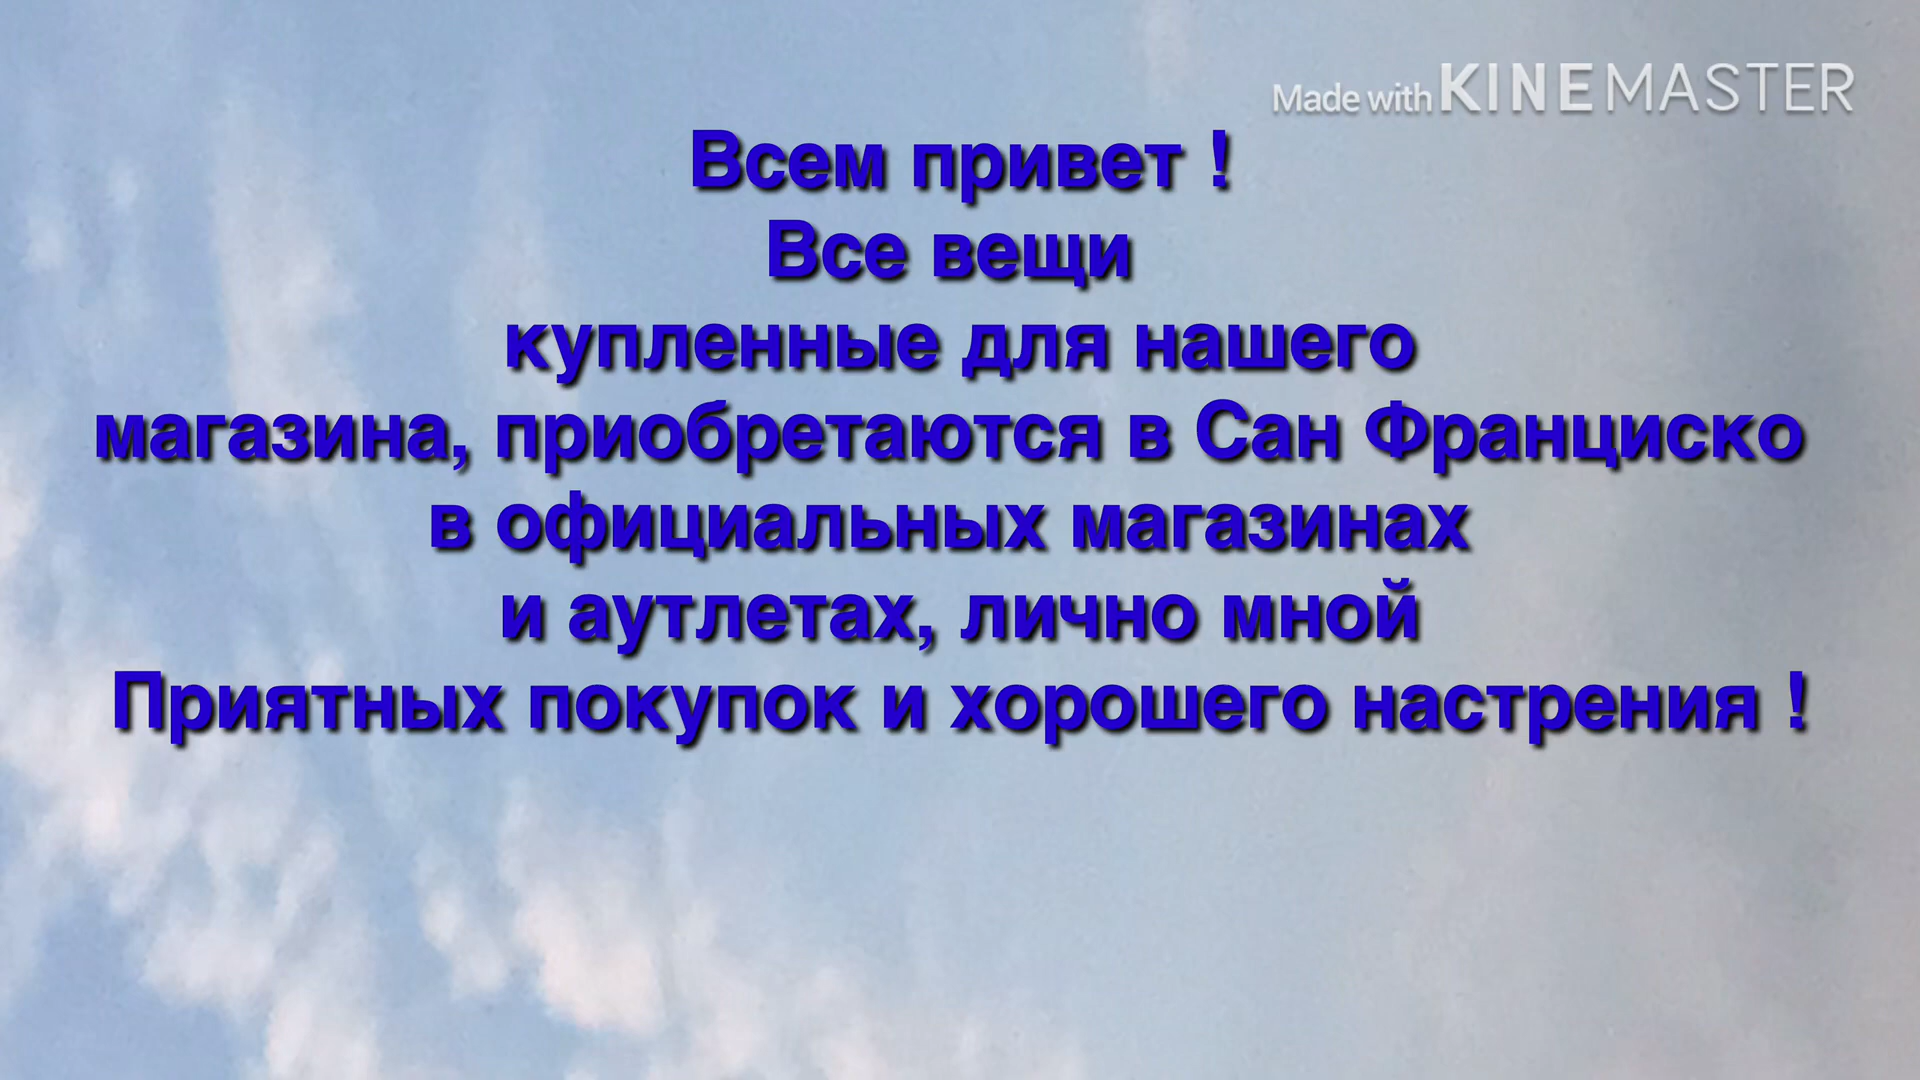 Made with KINEMASTER
Всем привет !
Все вещи
купленные для нашего
магазина, приобретаются в Сан Франциско
в официальных магазинах
и аутлетах, лично мной
Приятных покупок и хорошего настрения !